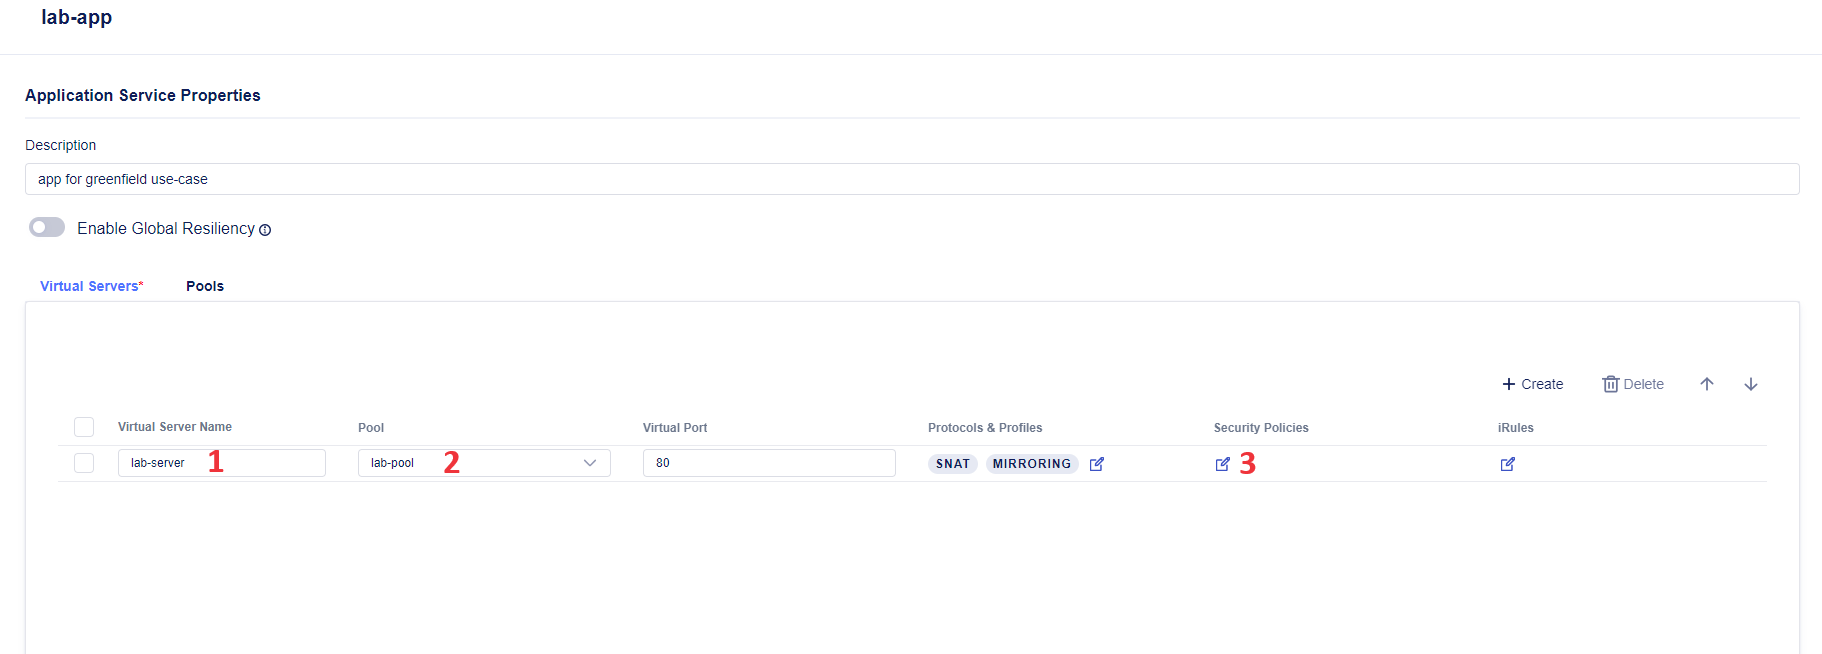 lab-app
Application Service Properties
Description
app for greenfield use-case
Enable Global Resiliency
Virtual Servers* Pools
Create Delete
Virtual Server Name Pool Virtual Port Protocols & Profiles Security Policies iRules
lab-server 1 lab-pool 2 80 SNAT MIRRORING 3